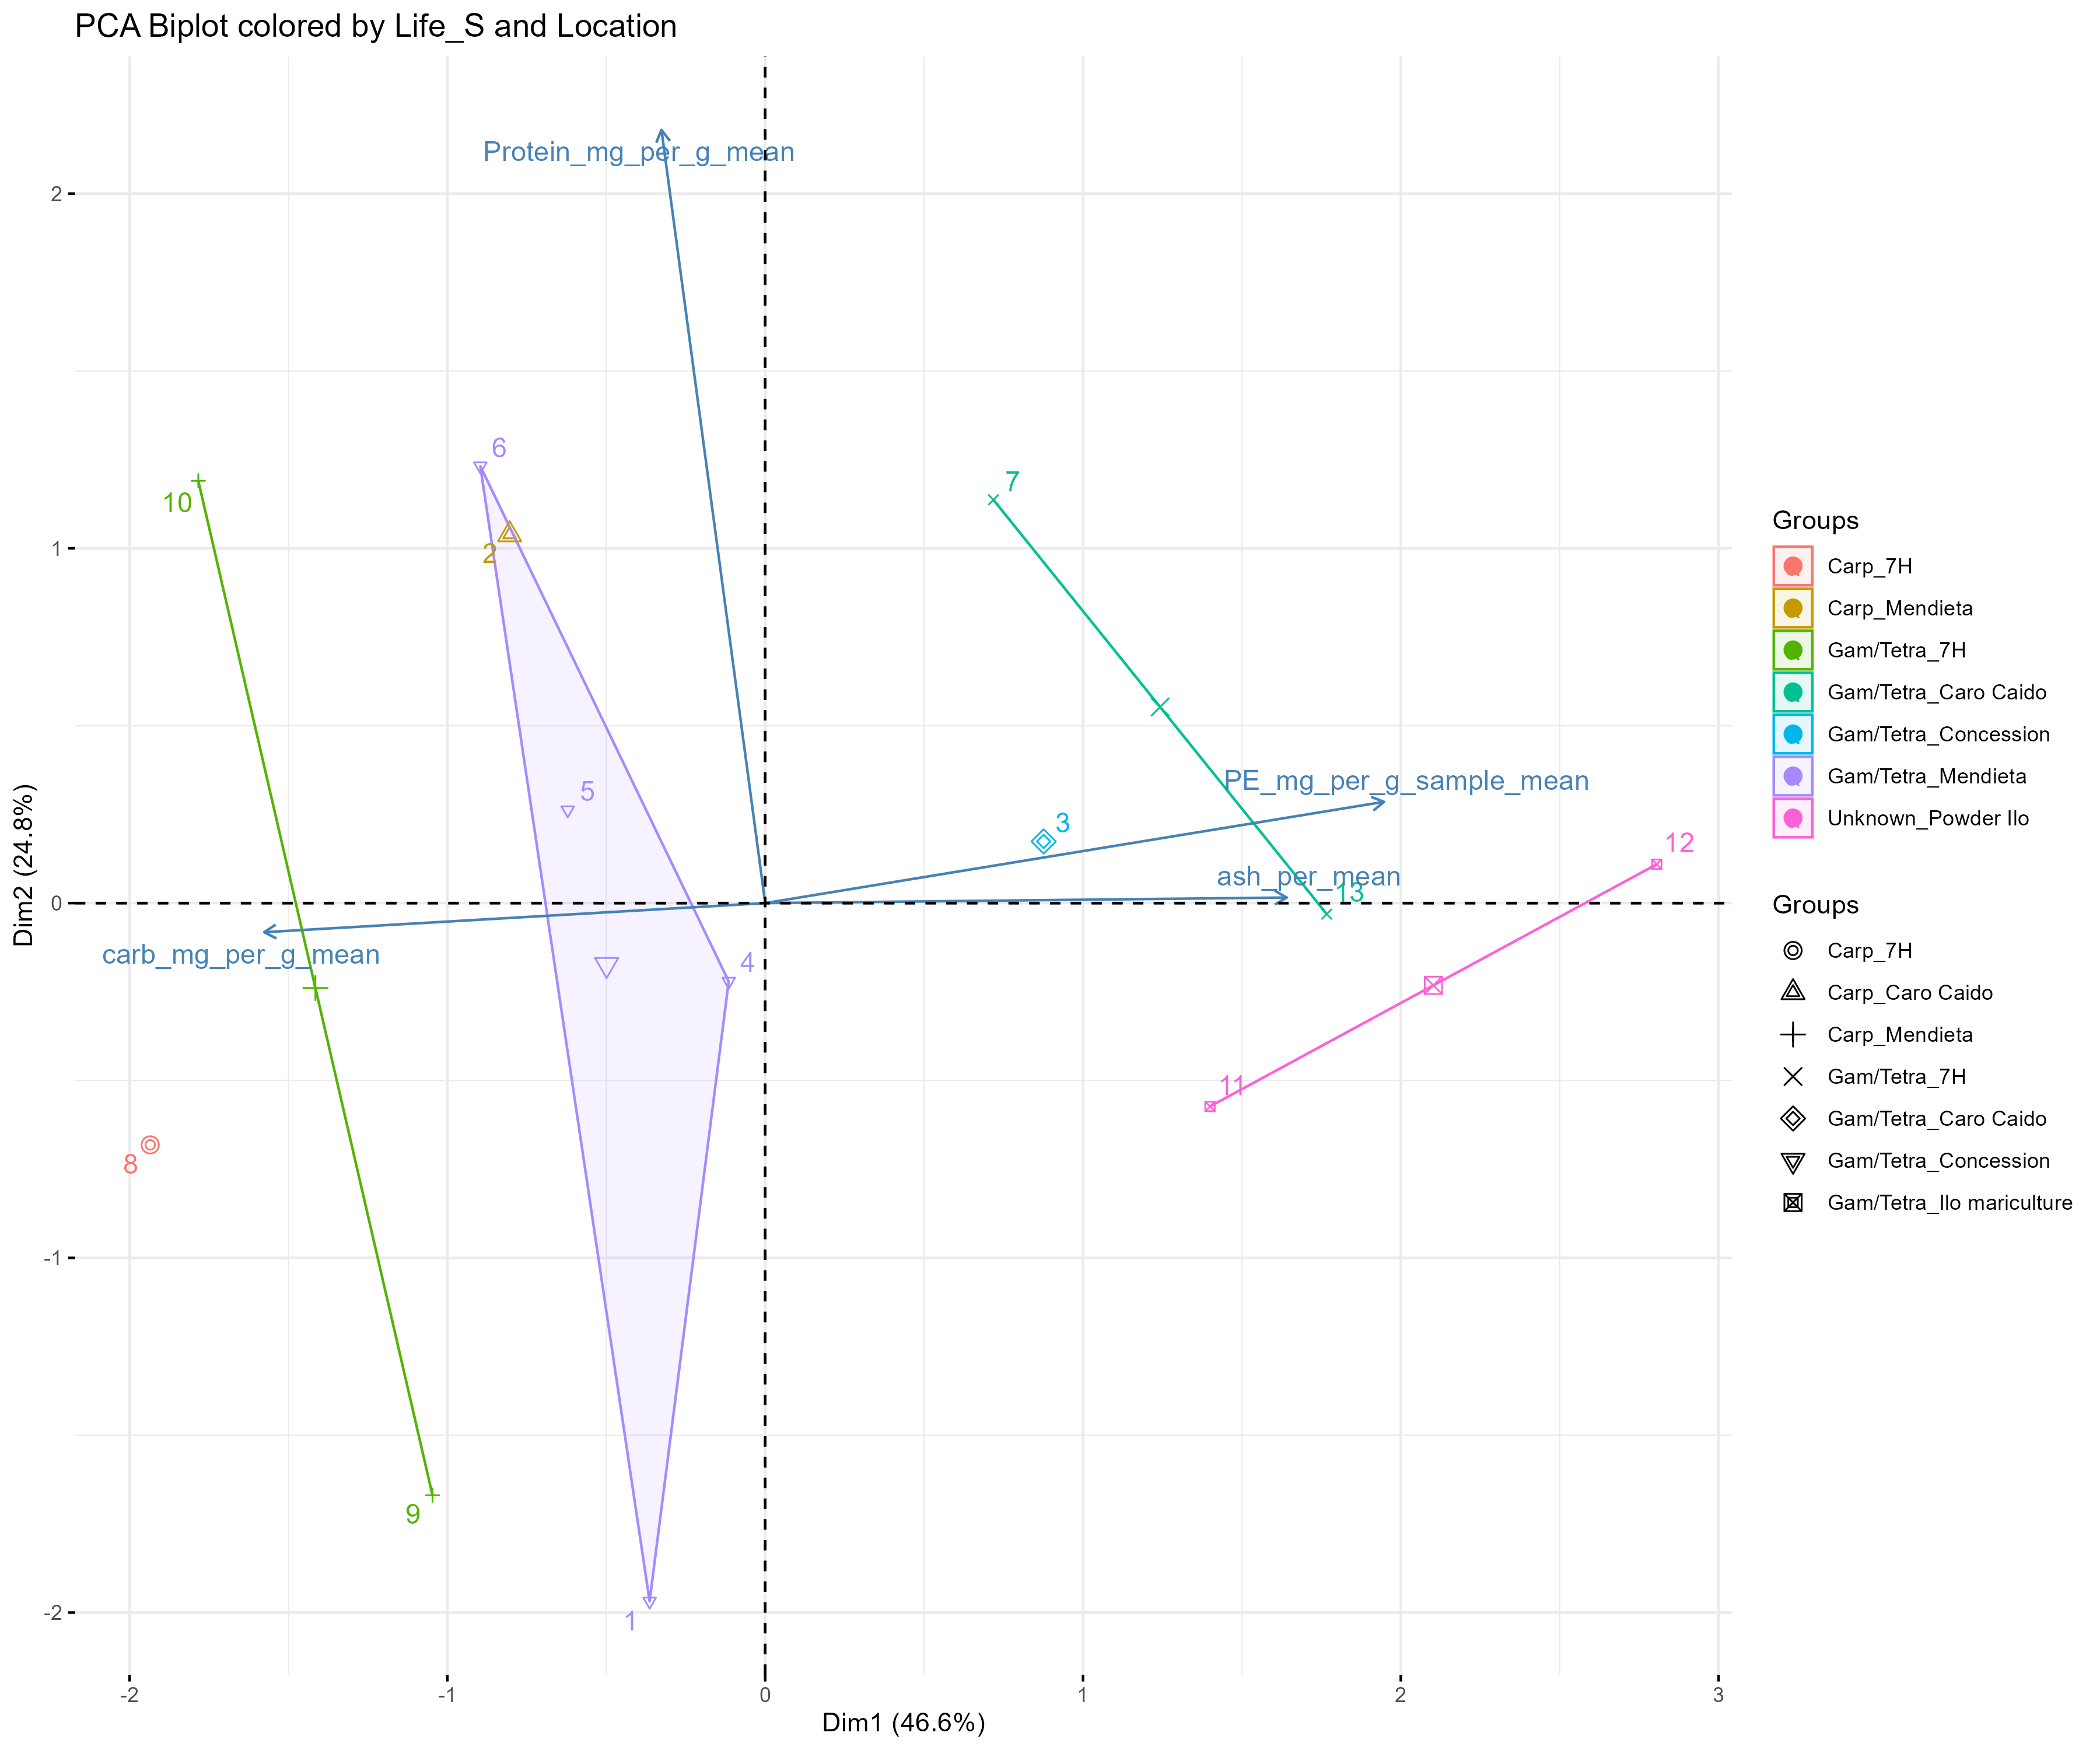 PCA Biplot colored by Life_S and Location
Protein_mg_per_g_mean
2
6
10
2
7
1
5
PE_mg_per_g_sample_mean
3
12
ash_per_mean
13
0
carb_mg_per_g_mean
4
11
8
-1
9
1
-2
-2
-1
0
1
2
3
Dim1 (46.6%)
Dim2 (24.8%)
Groups
Carp_7H
Carp_Mendieta
Gam/Tetra_7H
Gam/Tetra_Caro Caido
Gam/Tetra_Concession
Gam/Tetra_Mendieta
Unknown_Powder Ilo
Groups
Carp_7H
Carp_Caro Caido
Carp_Mendieta
Gam/Tetra_7H
Gam/Tetra_Caro Caido
Gam/Tetra_Concession
Gam/Tetra_Ilo mariculture